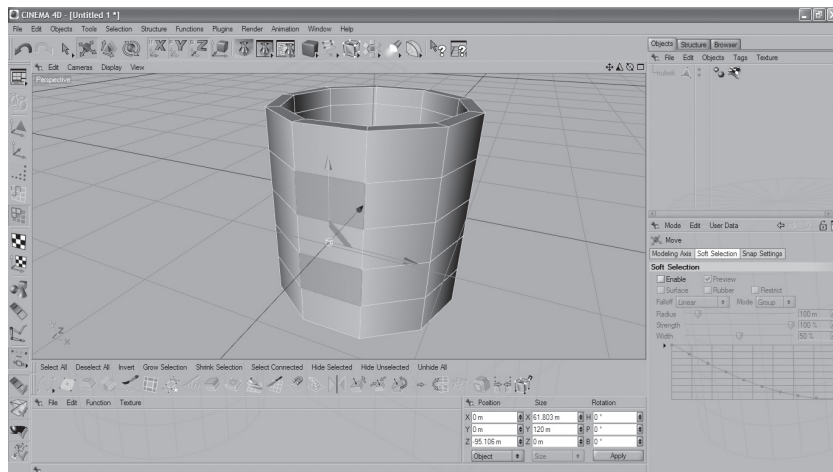 CINEMA 4D - [Untitled 1 *]
File Edit Objects Tools Selection Structure Functions Plugins Render Animation Window Help
Edit Cameras Display View
Perspective
Objects Structure Browser
File Edit Objects Tags Texture
Mode Edit User Data
Move
Modeling Axis Soft Selection Snap Settings
Soft Selection
Enable Preview
Surface Rubber Restrict
Falloff Linear Mode Group
Radius 100 m
Strength 100 %
Width 50 %
Y Z X
Select All Deselect All Invert Grow Selection Shrink Selection Select Connected Hide Selected Hide Unselected Unhide All
File Edit Function Texture
Position Size Rotation
X 0 m X 61.803 m H 0 °
Y 0 m Y 120 m P 0 °
Z -95.106 m Z 0 m B 0 °
Object Size Apply